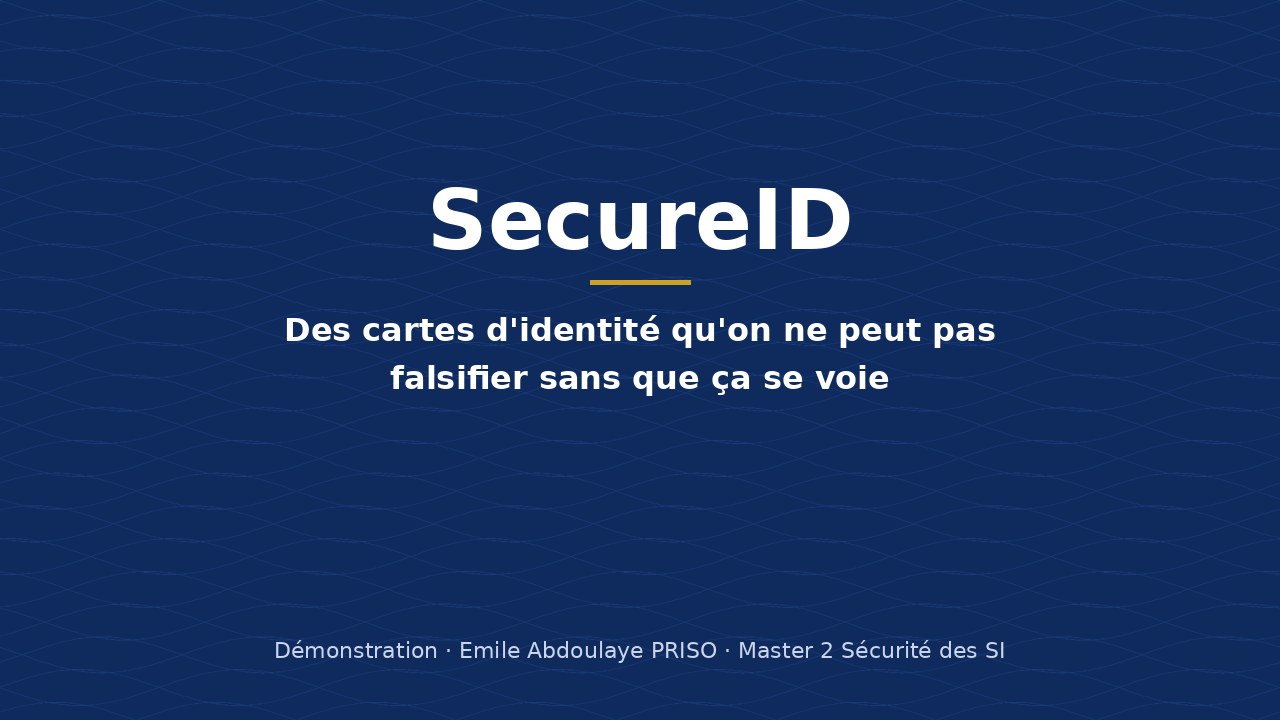 SecureID
Des cartes d'identité qu'on ne peut pas
falsifier sans que ça se voie
Démonstration · Emile Abdoulaye PRISO · Master 2 Sécurité des SI